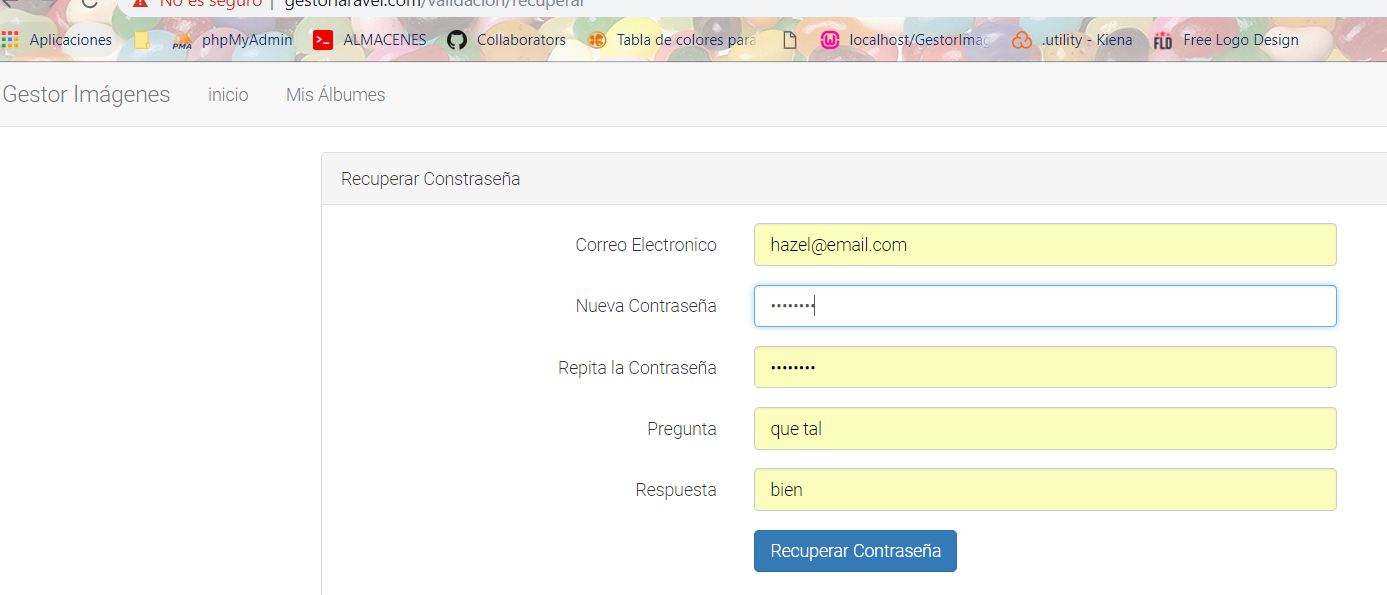 No es seguro | gestorlaravel.com/validacion/recuperar
Aplicaciones PMA phpMyAdmin ALMACENES Collaborators Tabla de colores para localhost/GestorImag .utility - Kiena FLD Free Logo Design
Gestor Imágenes inicio Mis Álbumes
Recuperar Constraseña
Correo Electronico hazel@email.com
Nueva Contraseña ••••••••
Repita la Contraseña ••••••••
Pregunta que tal
Respuesta bien
Recuperar Contraseña